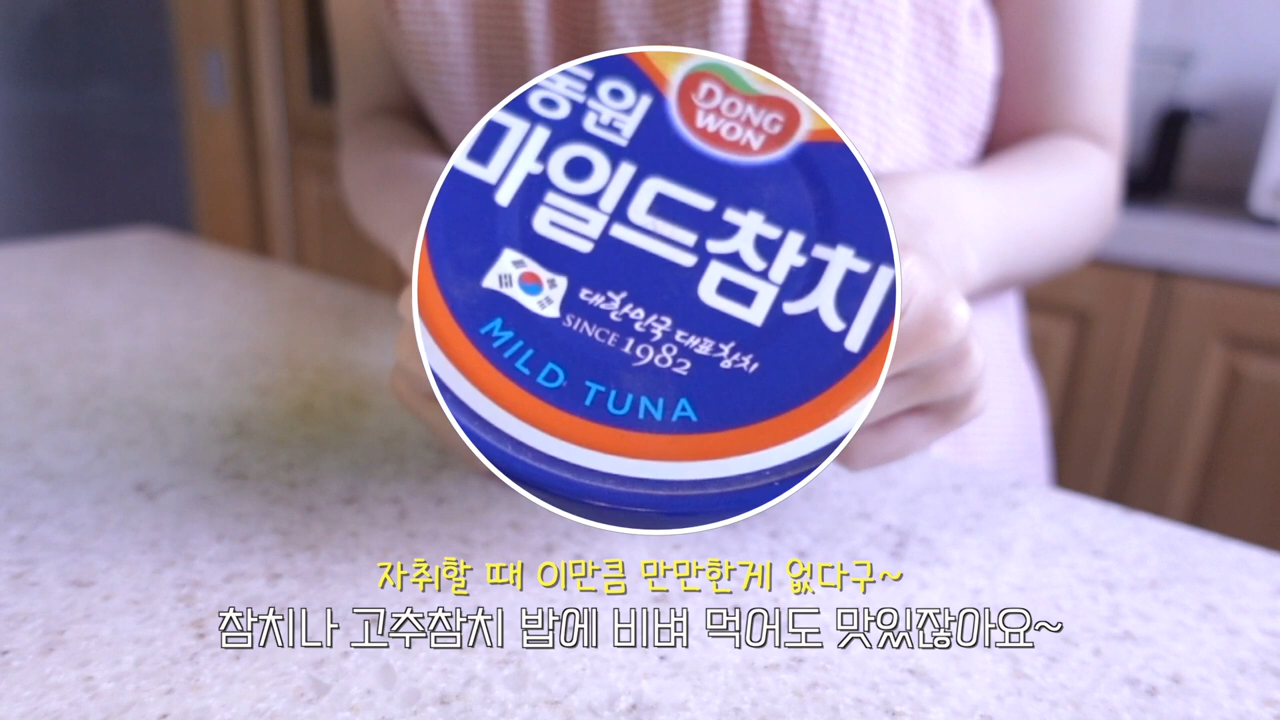 동원
DONG
WON
마일드참치
대한민국 대표참치
SINCE 1982
MILD TUNA
자취할 때 이만큼 만만한게 없다구~
참치나 고추참치 밥에 비벼 먹어도 맛있잖아요~